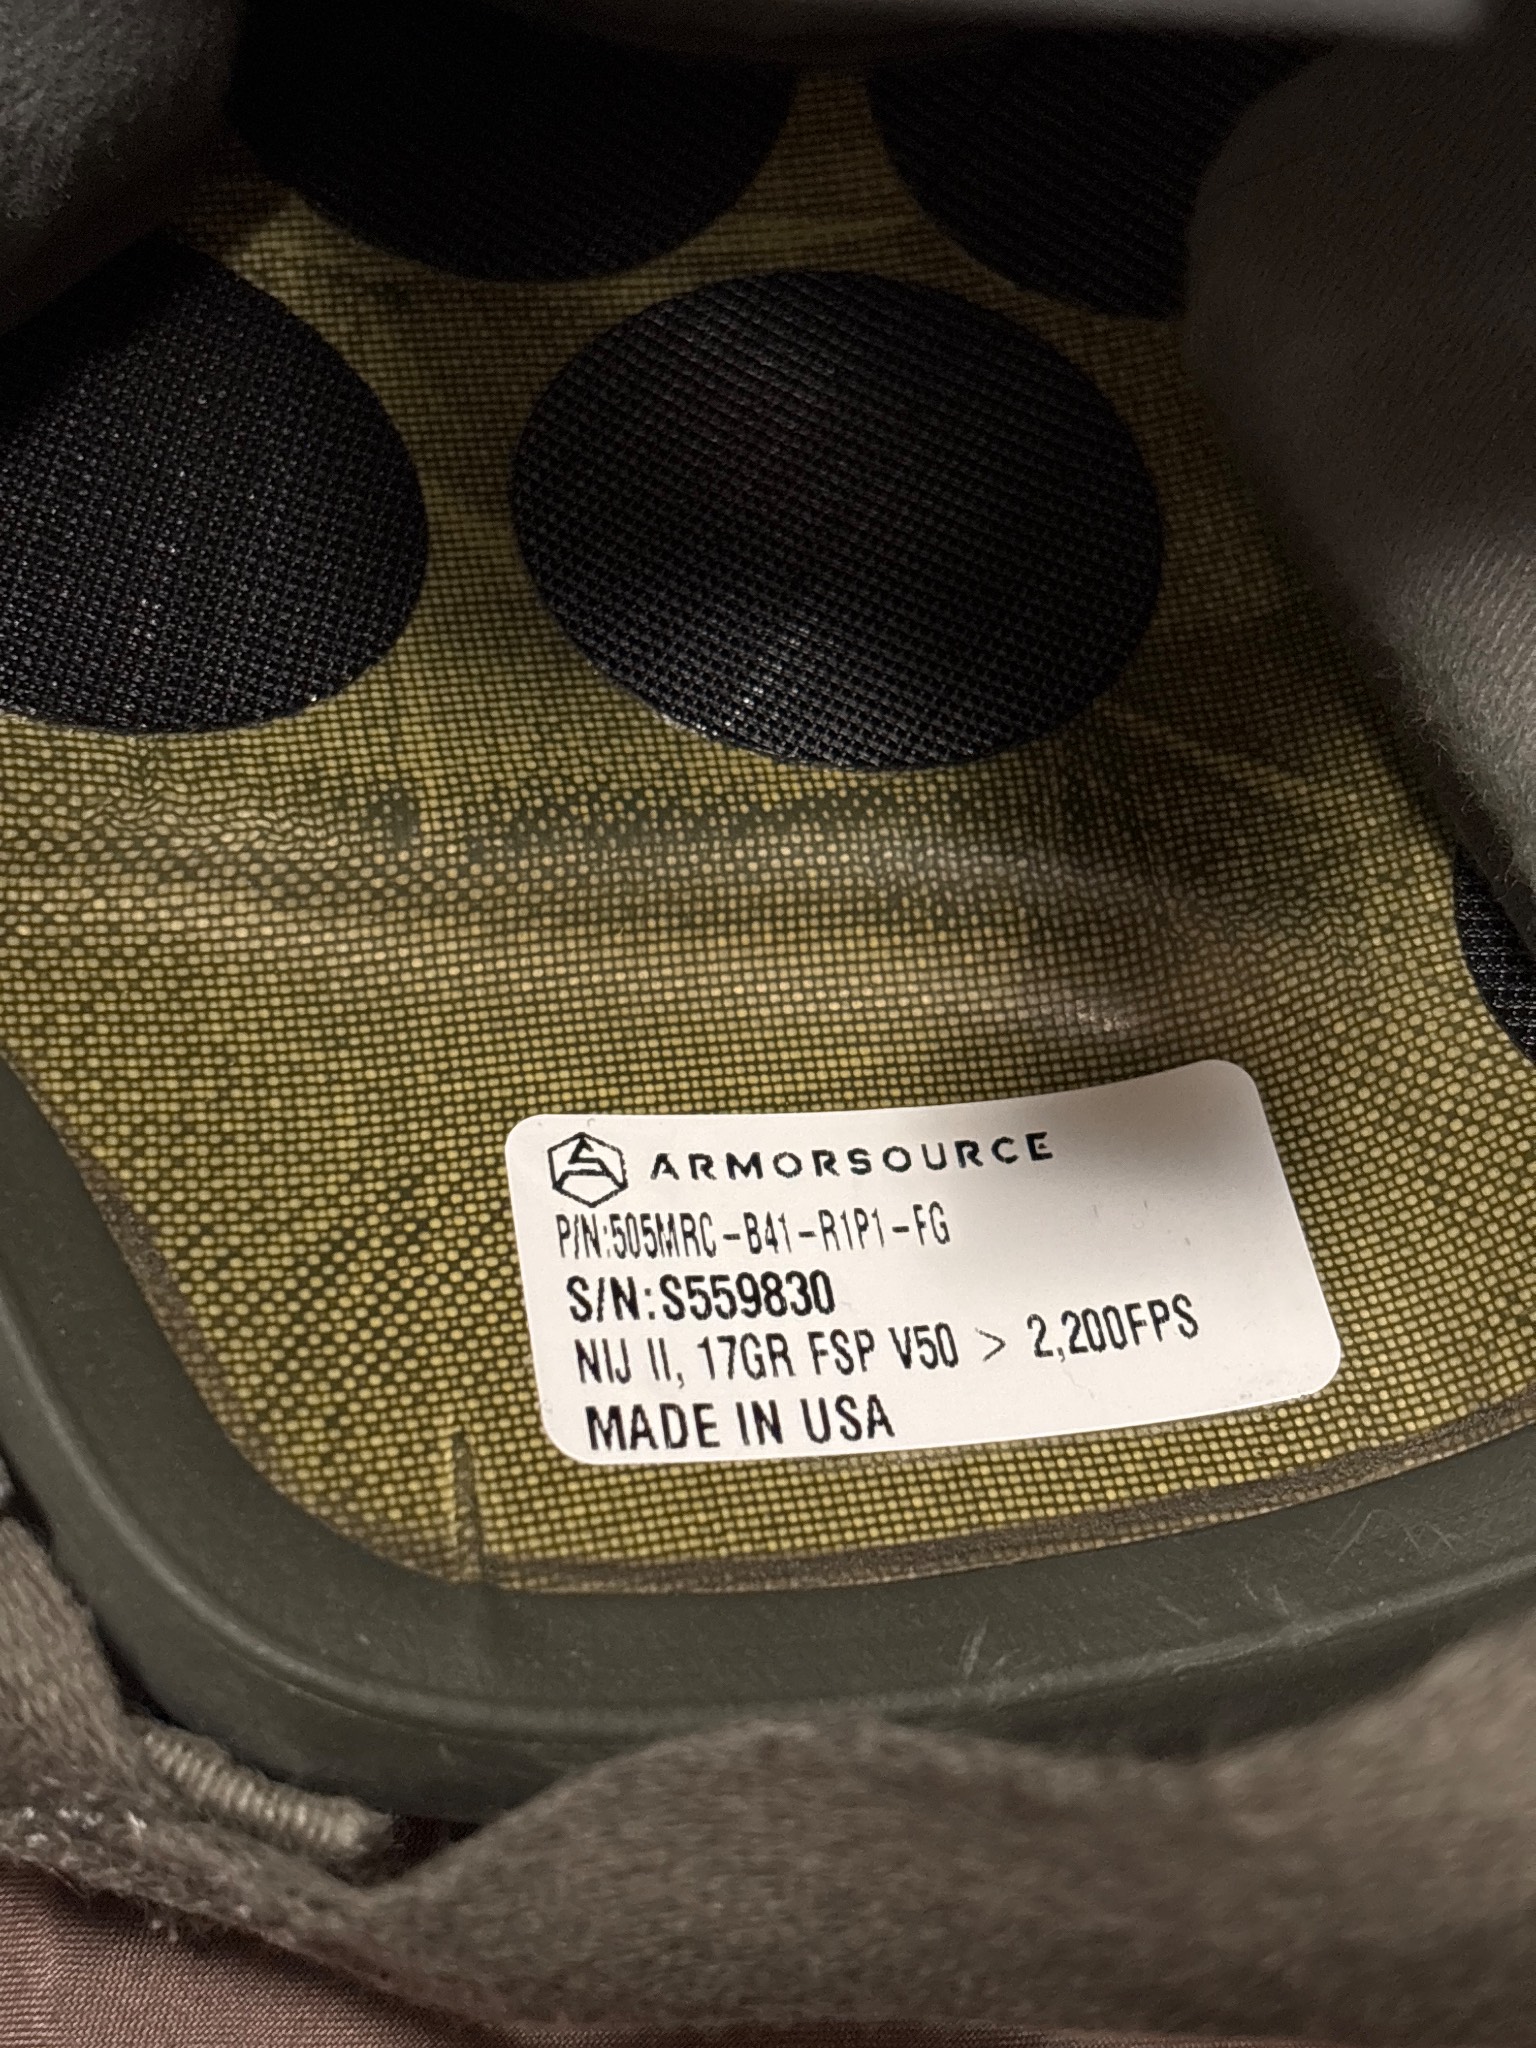 ARMORSOURCE
P/N:505MRC-B41-R1P1-FG
S/N:S559830
NIJ II, 17GR FSP V50 > 2,200FPS
MADE IN USA